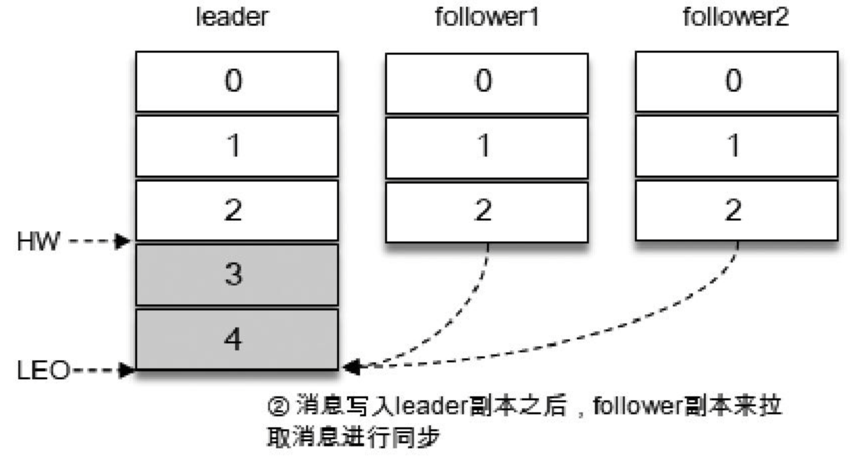 leader follower1 follower2
0 0 0
1 1 1
2 2 2
HW
3
4
LEO
② 消息写入leader副本之后，follower副本来拉
取消息进行同步